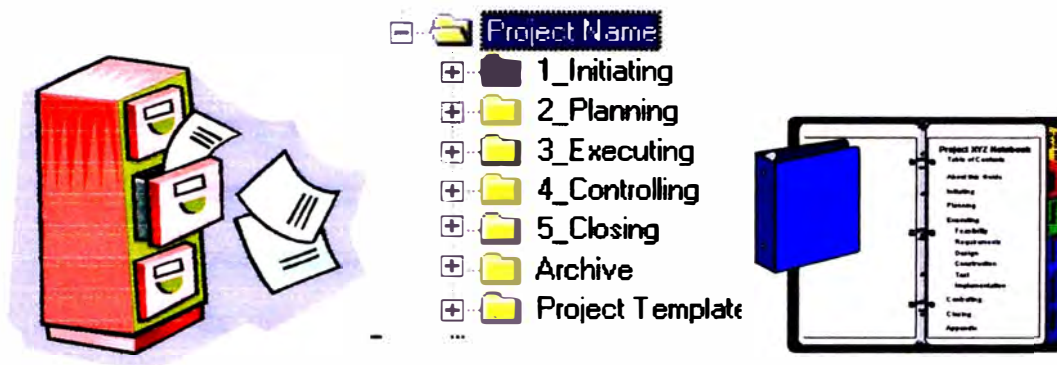 Project Name
1_Initiating
2_Planning
3_Executing
4_Controlling
5_Closing
Archive
Project Template
...
Project XYZ Notebook
Table of Contents
About this Guide
Initiating
Planning
Executing
Feasibility
Requirements
Design
Construction
Test
Implementation
Controlling
Closing
Appendix